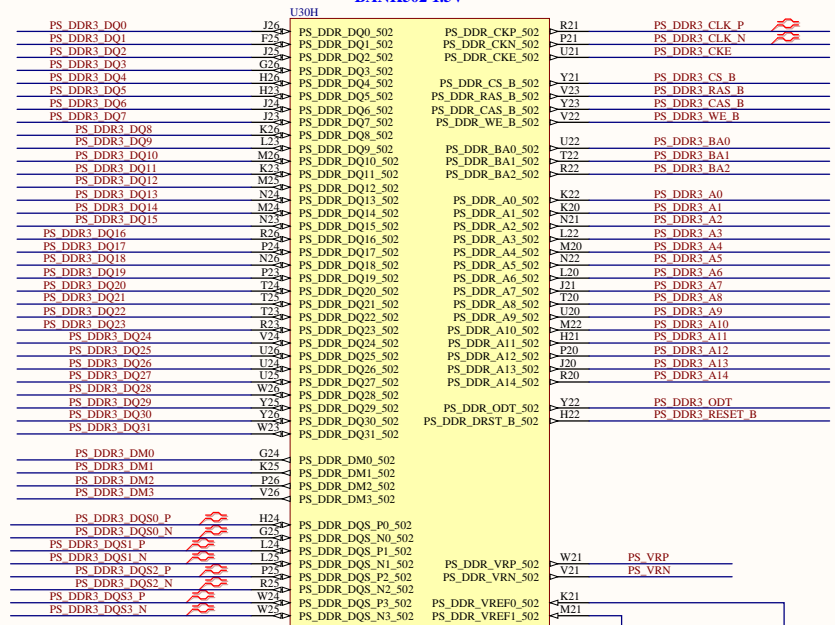 BANK502 1.5V
U30H
PS_DDR3_DQ0 J26 PS_DDR_DQ0_502 PS_DDR_CKP_502 R21 PS_DDR3_CLK_P
PS_DDR3_DQ1 F25 PS_DDR_DQ1_502 PS_DDR_CKN_502 P21 PS_DDR3_CLK_N
PS_DDR3_DQ2 J25 PS_DDR_DQ2_502 PS_DDR_CKE_502 U21 PS_DDR3_CKE
PS_DDR3_DQ3 G26 PS_DDR_DQ3_502
PS_DDR3_DQ4 H26 PS_DDR_DQ4_502 PS_DDR_CS_B_502 Y21 PS_DDR3_CS_B
PS_DDR3_DQ5 H23 PS_DDR_DQ5_502 PS_DDR_RAS_B_502 V23 PS_DDR3_RAS_B
PS_DDR3_DQ6 J24 PS_DDR_DQ6_502 PS_DDR_CAS_B_502 Y23 PS_DDR3_CAS_B
PS_DDR3_DQ7 J23 PS_DDR_DQ7_502 PS_DDR_WE_B_502 V22 PS_DDR3_WE_B
PS_DDR3_DQ8 K26 PS_DDR_DQ8_502
PS_DDR3_DQ9 L23 PS_DDR_DQ9_502 PS_DDR_BA0_502 U22 PS_DDR3_BA0
PS_DDR3_DQ10 M26 PS_DDR_DQ10_502 PS_DDR_BA1_502 T22 PS_DDR3_BA1
PS_DDR3_DQ11 K23 PS_DDR_DQ11_502 PS_DDR_BA2_502 R22 PS_DDR3_BA2
PS_DDR3_DQ12 M25 PS_DDR_DQ12_502
PS_DDR3_DQ13 N24 PS_DDR_DQ13_502 PS_DDR_A0_502 K22 PS_DDR3_A0
PS_DDR3_DQ14 M24 PS_DDR_DQ14_502 PS_DDR_A1_502 K20 PS_DDR3_A1
PS_DDR3_DQ15 N23 PS_DDR_DQ15_502 PS_DDR_A2_502 N21 PS_DDR3_A2
PS_DDR3_DQ16 R26 PS_DDR_DQ16_502 PS_DDR_A3_502 L22 PS_DDR3_A3
PS_DDR3_DQ17 P24 PS_DDR_DQ17_502 PS_DDR_A4_502 M20 PS_DDR3_A4
PS_DDR3_DQ18 N26 PS_DDR_DQ18_502 PS_DDR_A5_502 N22 PS_DDR3_A5
PS_DDR3_DQ19 P23 PS_DDR_DQ19_502 PS_DDR_A6_502 L20 PS_DDR3_A6
PS_DDR3_DQ20 T24 PS_DDR_DQ20_502 PS_DDR_A7_502 J21 PS_DDR3_A7
PS_DDR3_DQ21 T25 PS_DDR_DQ21_502 PS_DDR_A8_502 T20 PS_DDR3_A8
PS_DDR3_DQ22 T23 PS_DDR_DQ22_502 PS_DDR_A9_502 U20 PS_DDR3_A9
PS_DDR3_DQ23 R23 PS_DDR_DQ23_502 PS_DDR_A10_502 M22 PS_DDR3_A10
PS_DDR3_DQ24 V24 PS_DDR_DQ24_502 PS_DDR_A11_502 H21 PS_DDR3_A11
PS_DDR3_DQ25 U26 PS_DDR_DQ25_502 PS_DDR_A12_502 P20 PS_DDR3_A12
PS_DDR3_DQ26 U24 PS_DDR_DQ26_502 PS_DDR_A13_502 J20 PS_DDR3_A13
PS_DDR3_DQ27 U25 PS_DDR_DQ27_502 PS_DDR_A14_502 R20 PS_DDR3_A14
PS_DDR3_DQ28 W26 PS_DDR_DQ28_502
PS_DDR3_DQ29 Y25 PS_DDR_DQ29_502 PS_DDR_ODT_502 Y22 PS_DDR3_ODT
PS_DDR3_DQ30 Y26 PS_DDR_DQ30_502 PS_DDR_DRST_B_502 H22 PS_DDR3_RESET_B
PS_DDR3_DQ31 W23 PS_DDR_DQ31_502
PS_DDR3_DM0 G24 PS_DDR_DM0_502
PS_DDR3_DM1 K25 PS_DDR_DM1_502
PS_DDR3_DM2 P26 PS_DDR_DM2_502
PS_DDR3_DM3 V26 PS_DDR_DM3_502
PS_DDR3_DQS0_P H24 PS_DDR_DQS_P0_502
PS_DDR3_DQS0_N G25 PS_DDR_DQS_N0_502
PS_DDR3_DQS1_P L24 PS_DDR_DQS_P1_502
PS_DDR3_DQS1_N L25 PS_DDR_DQS_N1_502 PS_DDR_VRP_502 W21 PS_VRP
PS_DDR3_DQS2_P P25 PS_DDR_DQS_P2_502 PS_DDR_VRN_502 V21 PS_VRN
PS_DDR3_DQS2_N R25 PS_DDR_DQS_N2_502
PS_DDR3_DQS3_P W24 PS_DDR_DQS_P3_502 PS_DDR_VREF0_502 K21
PS_DDR3_DQS3_N W25 PS_DDR_DQS_N3_502 PS_DDR_VREF1_502 M21